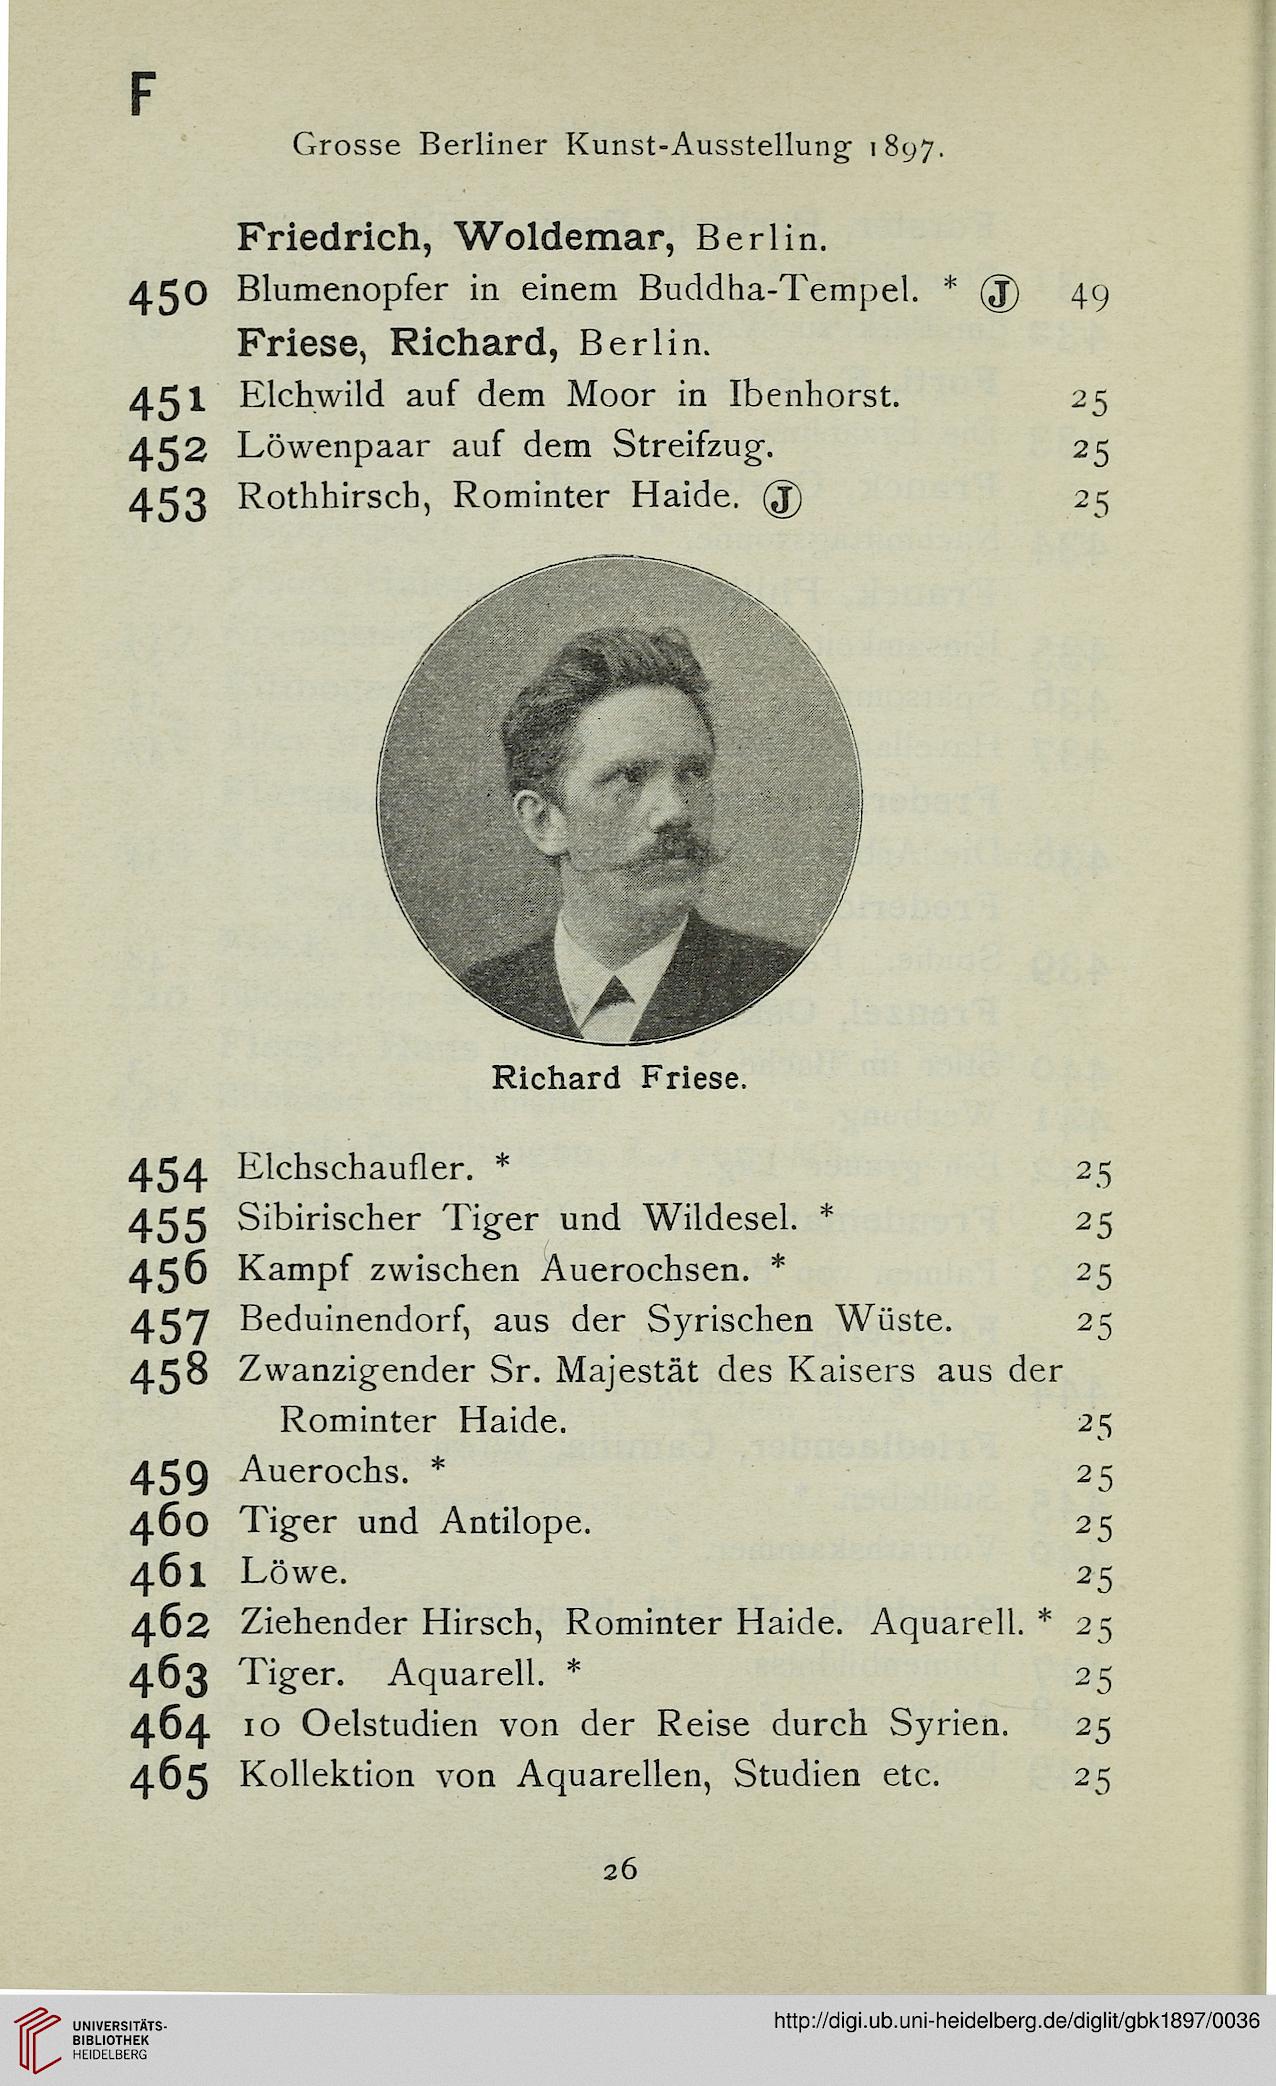 F
Grosse Berliner Kunst-Ausstellung 1897.
Friedrich, Woldemar, Berlin.
450 Blumenopfer in einem Buddha-Tempel. * Ⓙ 49
Friese, Richard, Berlin.
451 Elchwild auf dem Moor in Ibenhorst. 25
452 Löwenpaar auf dem Streifzug. 25
453 Rothhirsch, Rominter Haide. Ⓙ 25
Richard Friese.
454 Elchschaufler. * 25
455 Sibirischer Tiger und Wildesel. * 25
456 Kampf zwischen Auerochsen. * 25
457 Beduinendorf, aus der Syrischen Wüste. 25
458 Zwanzigender Sr. Majestät des Kaisers aus der
Rominter Haide. 25
459 Auerochs. * 25
460 Tiger und Antilope. 25
461 Löwe. 25
462 Ziehender Hirsch, Rominter Haide. Aquarell. * 25
463 Tiger. Aquarell. * 25
464 10 Oelstudien von der Reise durch Syrien. 25
465 Kollektion von Aquarellen, Studien etc. 25
26
UNIVERSITÄTS-
BIBLIOTHEK
HEIDELBERG
http://digi.ub.uni-heidelberg.de/diglit/gbk1897/0036